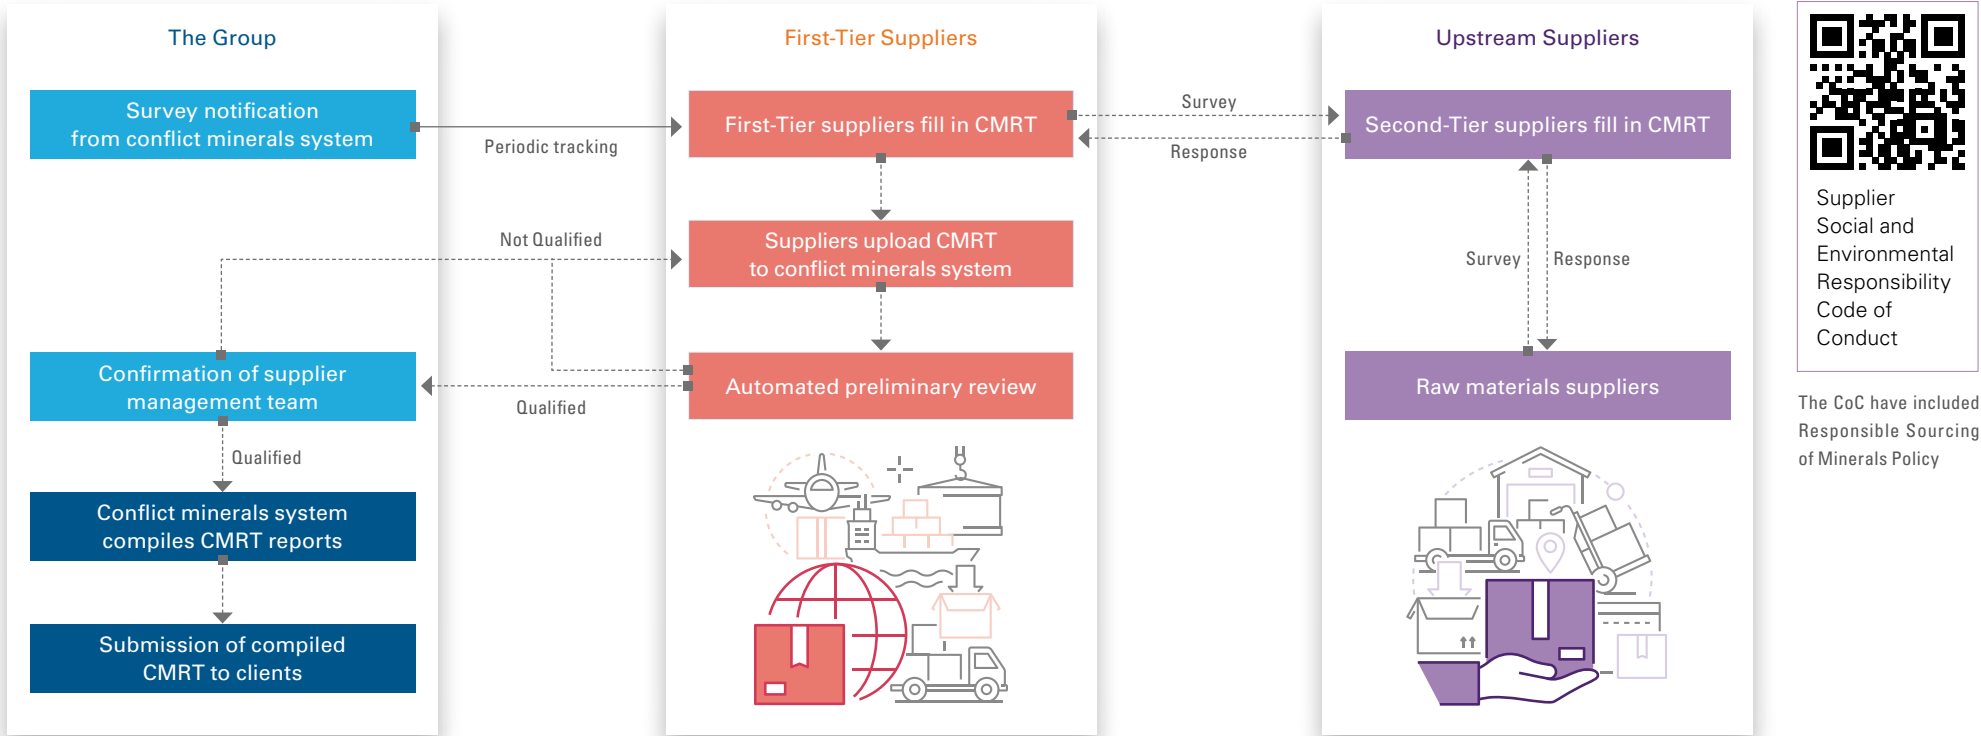 The Group
Survey notification
from conflict minerals system
Periodic tracking
Not Qualified
Confirmation of supplier
management team
Qualified
Qualified
Conflict minerals system
compiles CMRT reports
Submission of compiled
CMRT to clients
First-Tier Suppliers
First-Tier suppliers fill in CMRT
Suppliers upload CMRT
to conflict minerals system
Automated preliminary review
Survey
Response
Upstream Suppliers
Second-Tier suppliers fill in CMRT
Survey
Response
Raw materials suppliers
Supplier
Social and
Environmental
Responsibility
Code of
Conduct
The CoC have included
Responsible Sourcing
of Minerals Policy